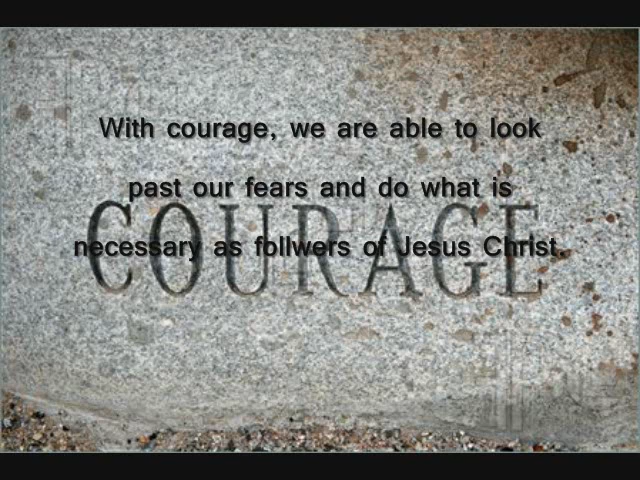 With courage, we are able to look
past our fears and do what is
COURAGE
necessary as follwers of Jesus Christ.